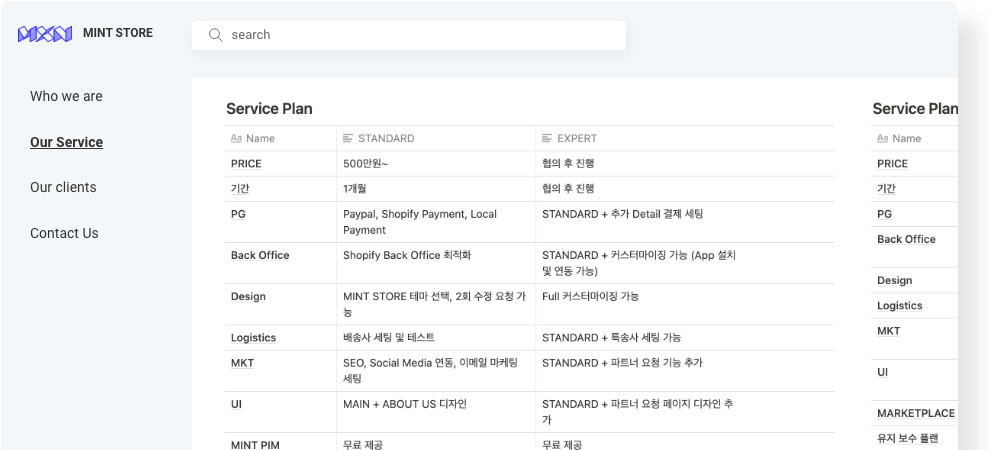 MINT STORE
search
Who we are
Our Service
Our clients
Contact Us
Service Plan
Aa Name STANDARD EXPERT
PRICE 500만원~ 협의 후 진행
기간 1개월 협의 후 진행
PG Paypal, Shopify Payment, Local STANDARD + 추가 Detail 결제 세팅
Payment
Back Office Shopify Back Office 최적화 STANDARD + 커스터마이징 가능 (App 설치
및 연동 가능)
Design MINT STORE 테마 선택, 2회 수정 요청 가 Full 커스터마이징 가능
능
Logistics 배송사 세팅 및 테스트 STANDARD + 특송사 세팅 가능
MKT SEO, Social Media 연동, 이메일 마케팅 STANDARD + 파트너 요청 기능 추가
세팅
UI MAIN + ABOUT US 디자인 STANDARD + 파트너 요청 페이지 디자인 추
가
MINT PIM 무료 제공 무료 제공
Service Plan
Aa Name
PRICE
기간
PG
Back Office
Design
Logistics
MKT
UI
MARKETPLACE
유지 보수 플랜